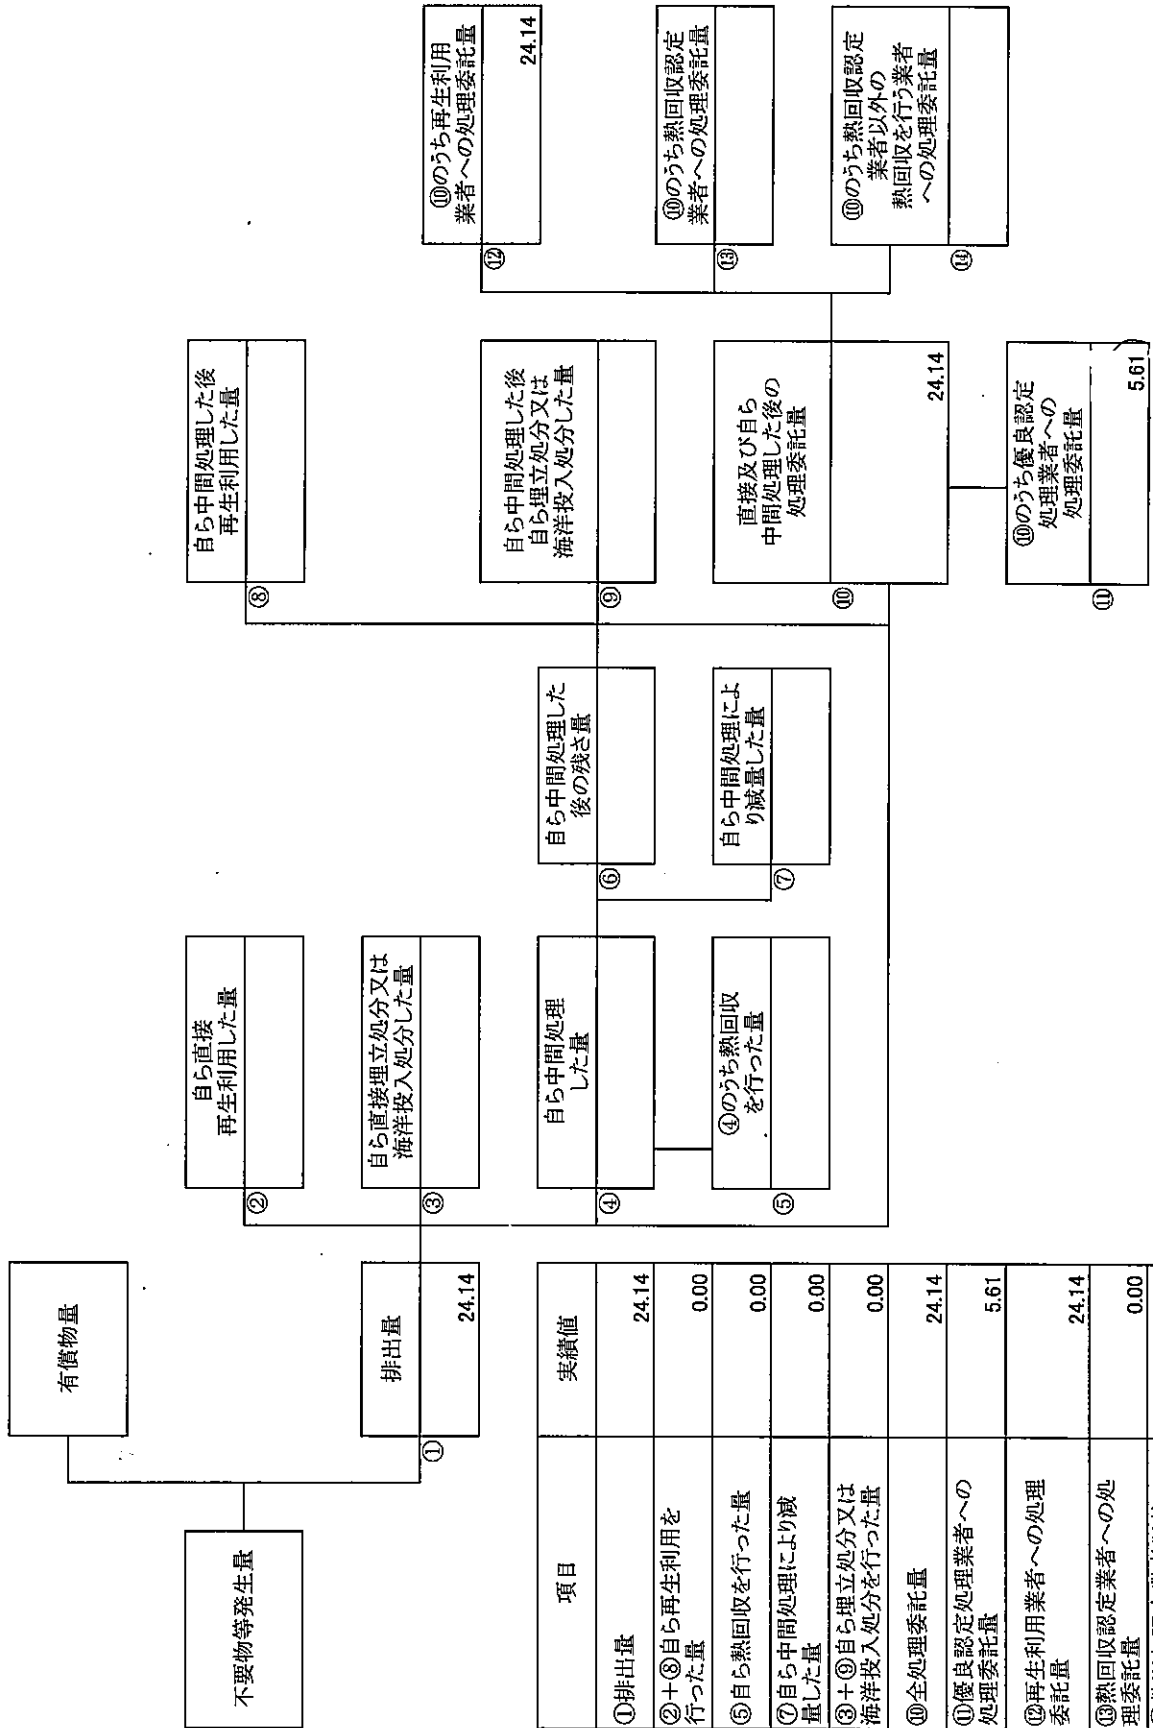 不要物等発生量
有償物量
排出量
①
24.14
自ら直接
再生利用した量
②
自ら直接埋立処分又は
海洋投入処分した量
③
自ら中間処理
した量
④
④のうち熱回収
を行った量
⑤
自ら中間処理した
後の残さ量
⑥
自ら中間処理によ
り減量した量
⑦
自ら中間処理した後
再生利用した量
⑧
自ら中間処理した後
自ら埋立処分又は
海洋投入処分した量
⑨
直接及び自ら
中間処理した後の
処理委託量
⑩
24.14
⑩のうち優良認定
処理業者への
処理委託量
⑪
5.61
⑩のうち再生利用
業者への処理委託量
⑫
24.14
⑩のうち熱回収認定
業者への処理委託量
⑬
⑩のうち熱回収認定
業者以外の
熱回収を行う業者
への処理委託量
⑭
項目 実績値
①排出量 24.14
②+⑧自ら再生利用を
行った量 0.00
⑤自ら熱回収を行った量 0.00
⑦自ら中間処理により減
量した量 0.00
③+⑨自ら埋立処分又は
海洋投入処分を行った量 0.00
⑩全処理委託量 24.14
⑪優良認定処理業者への
処理委託量 5.61
⑫再生利用業者への処理
委託量 24.14
⑬熱回収認定業者への処
理委託量 0.00